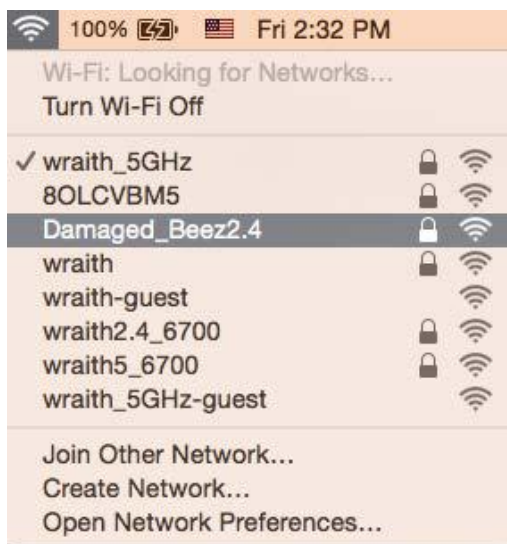 100% Fri 2:32 PM
Wi-Fi: Looking for Networks...
Turn Wi-Fi Off
wraith_5GHz
8OLCVBM5
Damaged_Beez2.4
wraith
wraith-guest
wraith2.4_6700
wraith5_6700
wraith_5GHz-guest
Join Other Network...
Create Network...
Open Network Preferences...